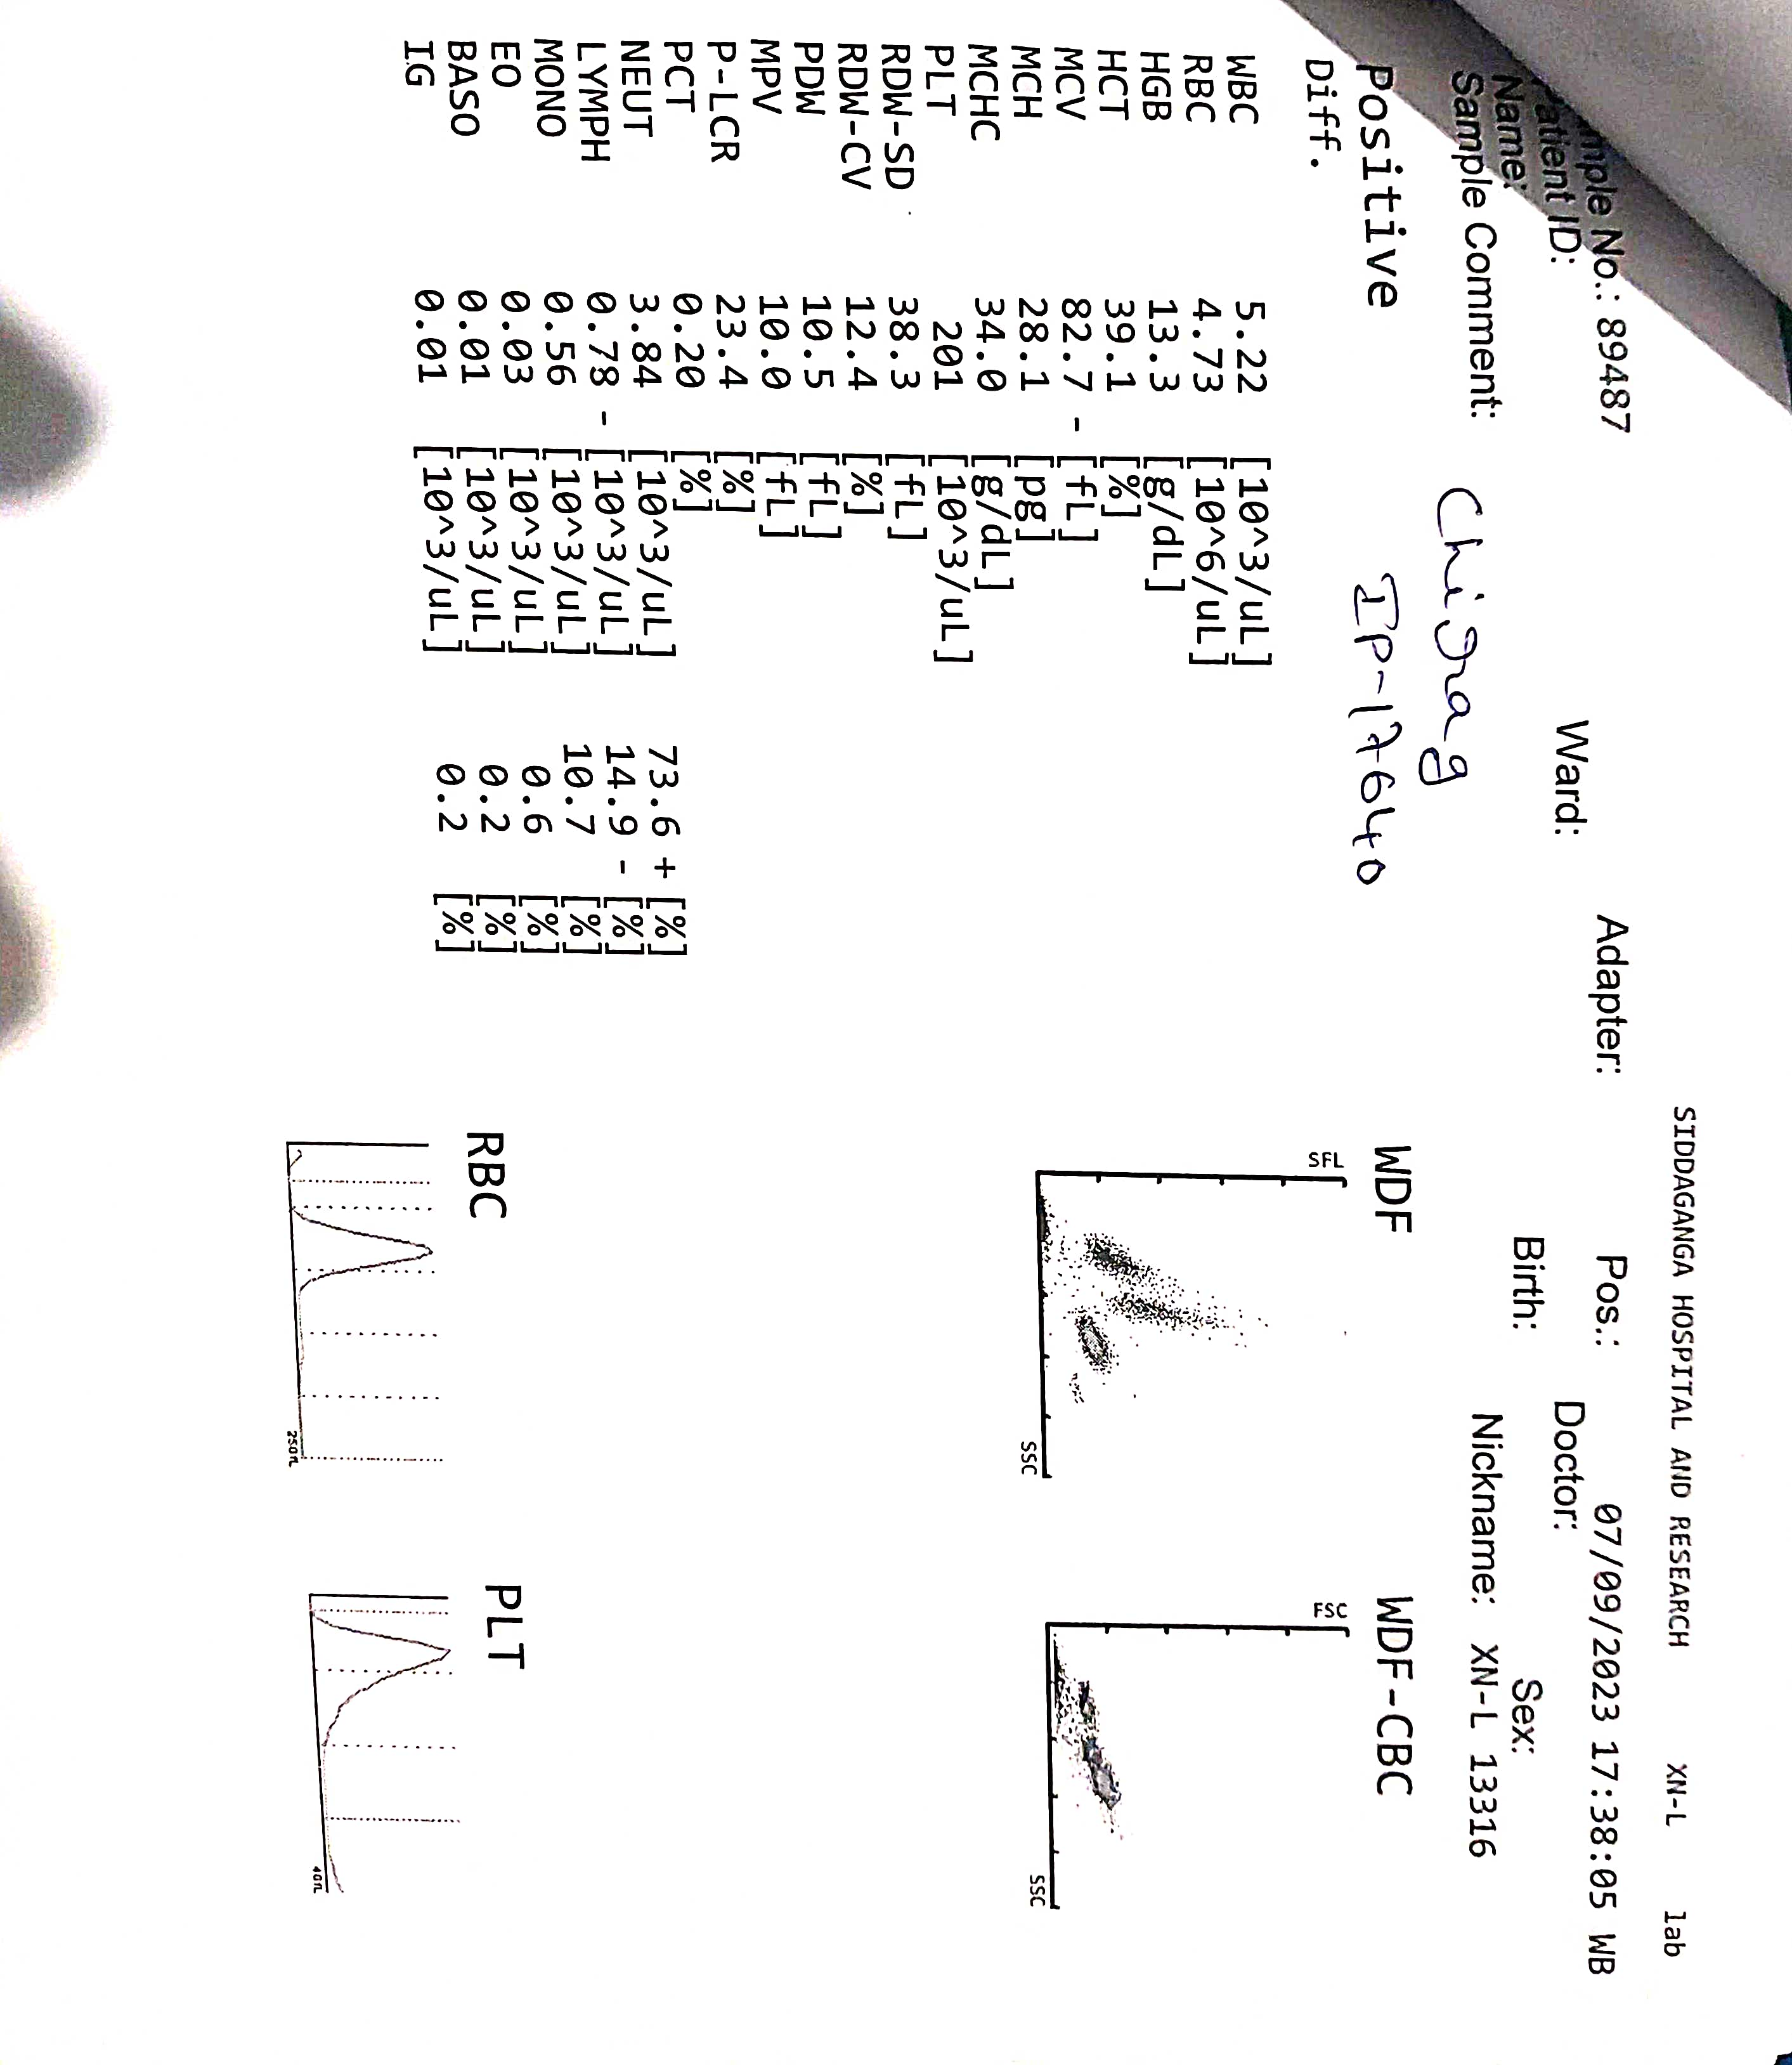 SIDDAGANGA HOSPITAL AND RESEARCH XN-L lab
mple No.: 89487 Adapter: Pos.: 07/09/2023 17:38:05 WB
atient ID: Ward: Doctor:
Name: Birth: Sex:
Sample Comment: Nickname: XN-L 13316
Chirag
IP-17640
Positive
Diff.
WBC 5.22 [10^3/uL]
RBC 4.73 [10^6/uL]
HGB 13.3 [g/dL]
HCT 39.1 [%]
MCV 82.7 - [fL]
MCH 28.1 [pg]
MCHC 34.0 [g/dL]
PLT 201 [10^3/uL]
RDW-SD 38.3 [fL]
RDW-CV 12.4 [%]
PDW 10.5 [fL]
MPV 10.0 [fL]
P-LCR 23.4 [%]
PCT 0.20 [%]
NEUT 3.84 [10^3/uL] 73.6 + [%]
LYMPH 0.78 - [10^3/uL] 14.9 - [%]
MONO 0.56 [10^3/uL] 10.7 [%]
EO 0.03 [10^3/uL] 0.6 [%]
BASO 0.01 [10^3/uL] 0.2 [%]
IG 0.01 [10^3/uL] 0.2 [%]
WDF WDF-CBC
SFL FSC
SSC SSC
RBC PLT
250fL 40fL